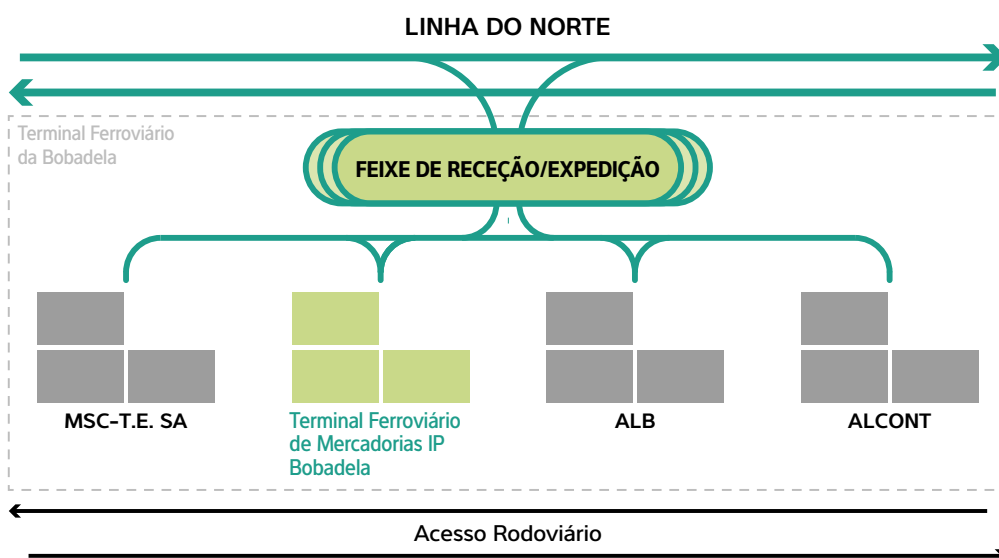 LINHA DO NORTE
Terminal Ferroviário
da Bobadela
FEIXE DE RECEÇÃO/EXPEDIÇÃO
MSC-T.E. SA
Terminal Ferroviário
de Mercadorias IP
Bobadela
ALB
ALCONT
Acesso Rodoviário